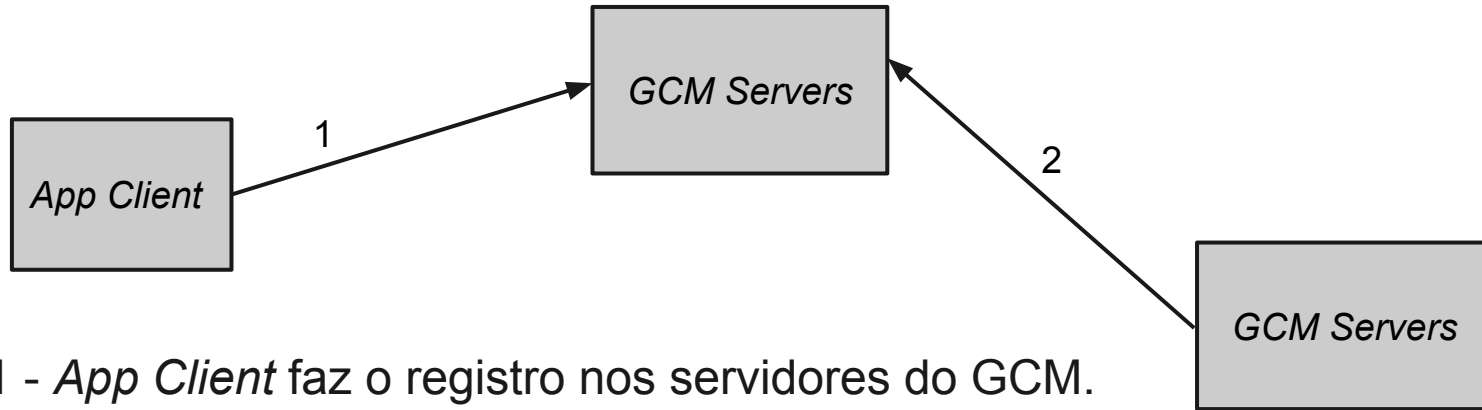 GCM Servers
1
2
App Client
GCM Servers
1 - App Client faz o registro nos servidores do GCM.